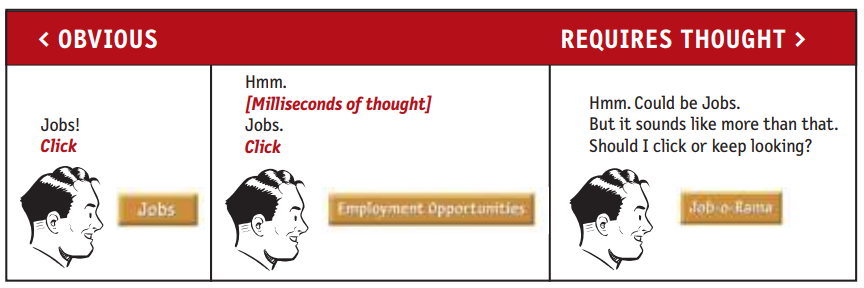 < OBVIOUS
REQUIRES THOUGHT >
Jobs!
Click
Jobs
Hmm.
[Milliseconds of thought]
Jobs.
Click
Employment Opportunities
Hmm. Could be Jobs.
But it sounds like more than that.
Should I click or keep looking?
Job-o-Rama